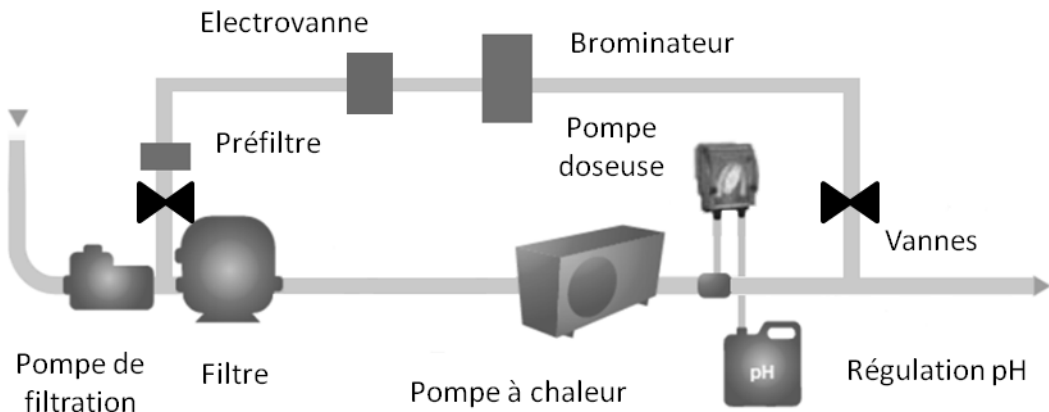 Electrovanne
Brominateur
Préfiltre
Pompe
doseuse
Vannes
Pompe de
filtration
Filtre
Pompe à chaleur
pH
Régulation pH